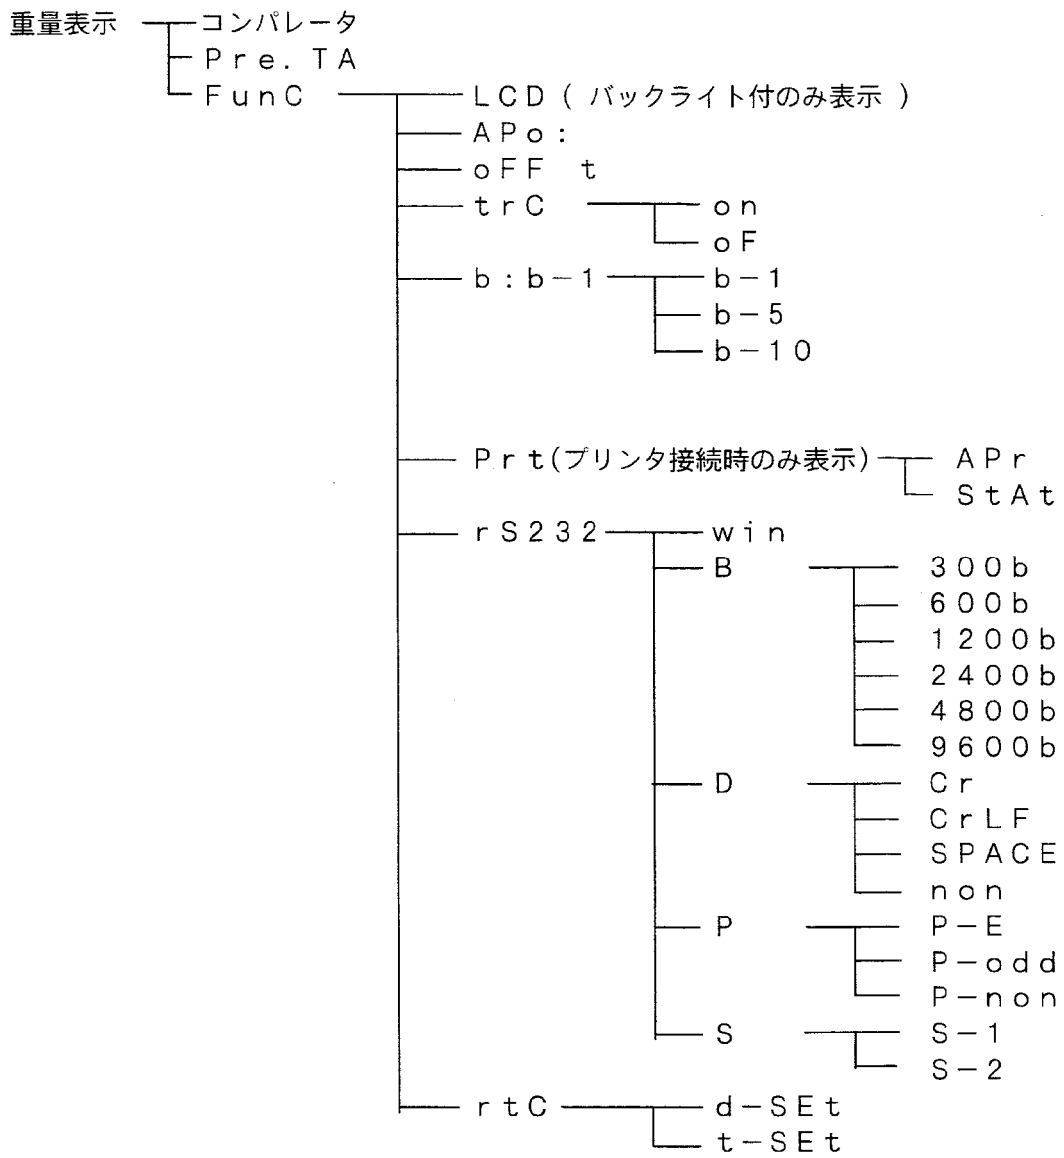 重量表示 コンパレータ
Pre.TA
FunC LCD ( バックライト付のみ表示 )
APo:
oFF t
trC on
oF
b:b-1 b-1
b-5
b-10
Prt(プリンタ接続時のみ表示) APr
StAt
rS232 win
B 300b
600b
1200b
2400b
4800b
9600b
D Cr
CrLF
SPACE
non
P P-E
P-odd
P-non
S S-1
S-2
rtC d-SEt
t-SEt